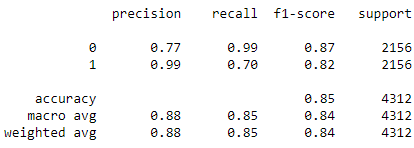 precision recall f1-score support
0 0.77 0.99 0.87 2156
1 0.99 0.70 0.82 2156
accuracy 0.85 4312
macro avg 0.88 0.85 0.84 4312
weighted avg 0.88 0.85 0.84 4312